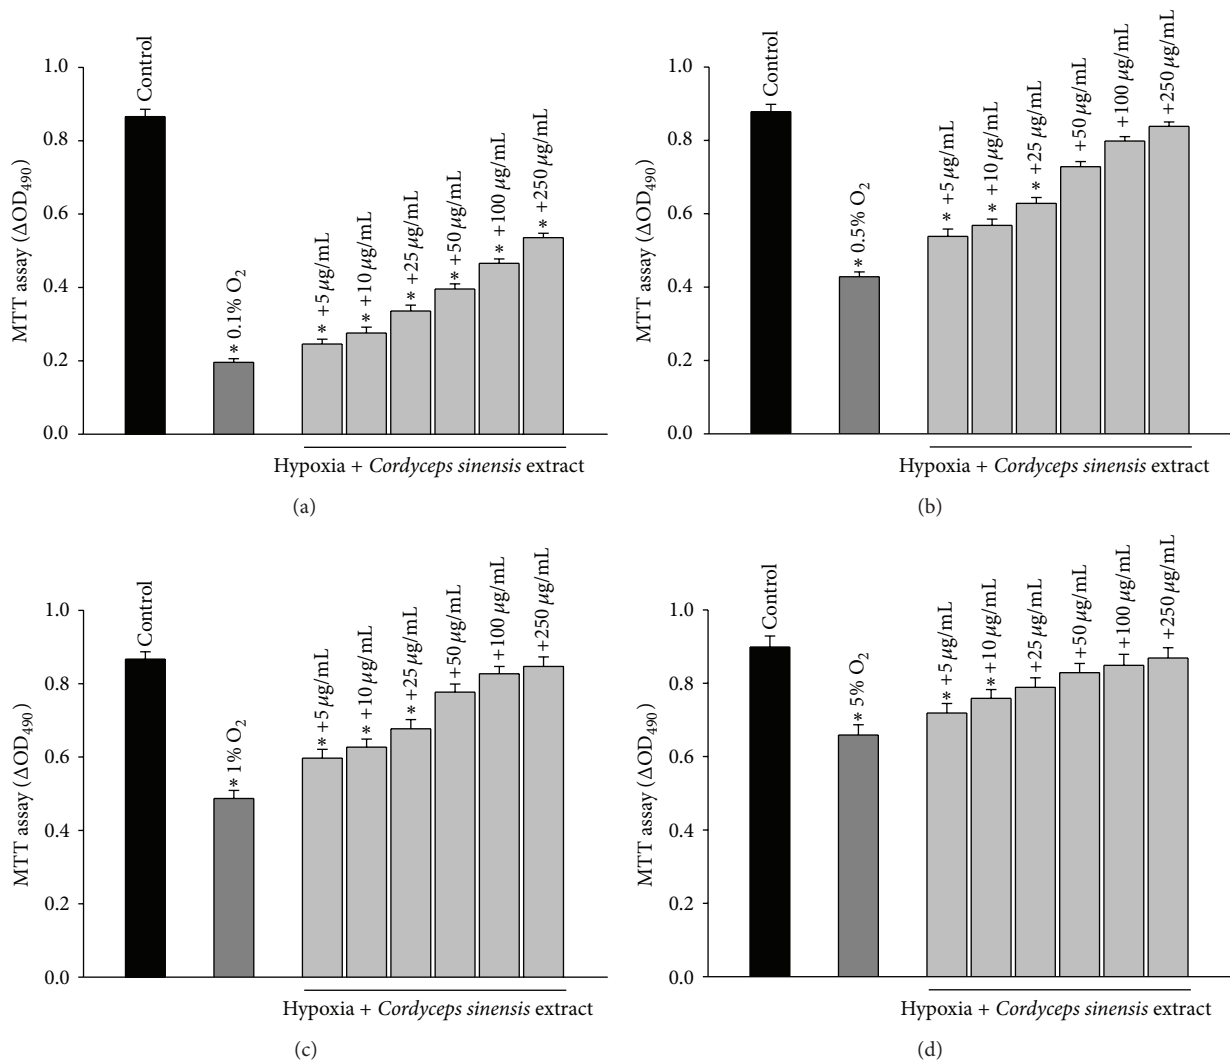 Control
* 0.1% O₂
* +5 µg/mL
* +10 µg/mL
* +25 µg/mL
* +50 µg/mL
* +100 µg/mL
* +250 µg/mL
1.0
0.8
0.6
0.4
0.2
0.0
MTT assay (ΔOD₄₉₀)
Hypoxia + Cordyceps sinensis extract
(a)
Control
* 0.5% O₂
* +5 µg/mL
* +10 µg/mL
* +25 µg/mL
+50 µg/mL
+100 µg/mL
+250 µg/mL
1.0
0.8
0.6
0.4
0.2
0.0
MTT assay (ΔOD₄₉₀)
Hypoxia + Cordyceps sinensis extract
(b)
Control
* 1% O₂
* +5 µg/mL
* +10 µg/mL
* +25 µg/mL
+50 µg/mL
+100 µg/mL
+250 µg/mL
1.0
0.8
0.6
0.4
0.2
0.0
MTT assay (ΔOD₄₉₀)
Hypoxia + Cordyceps sinensis extract
(c)
Control
* 5% O₂
* +5 µg/mL
* +10 µg/mL
+25 µg/mL
+50 µg/mL
+100 µg/mL
+250 µg/mL
1.0
0.8
0.6
0.4
0.2
0.0
MTT assay (ΔOD₄₉₀)
Hypoxia + Cordyceps sinensis extract
(d)